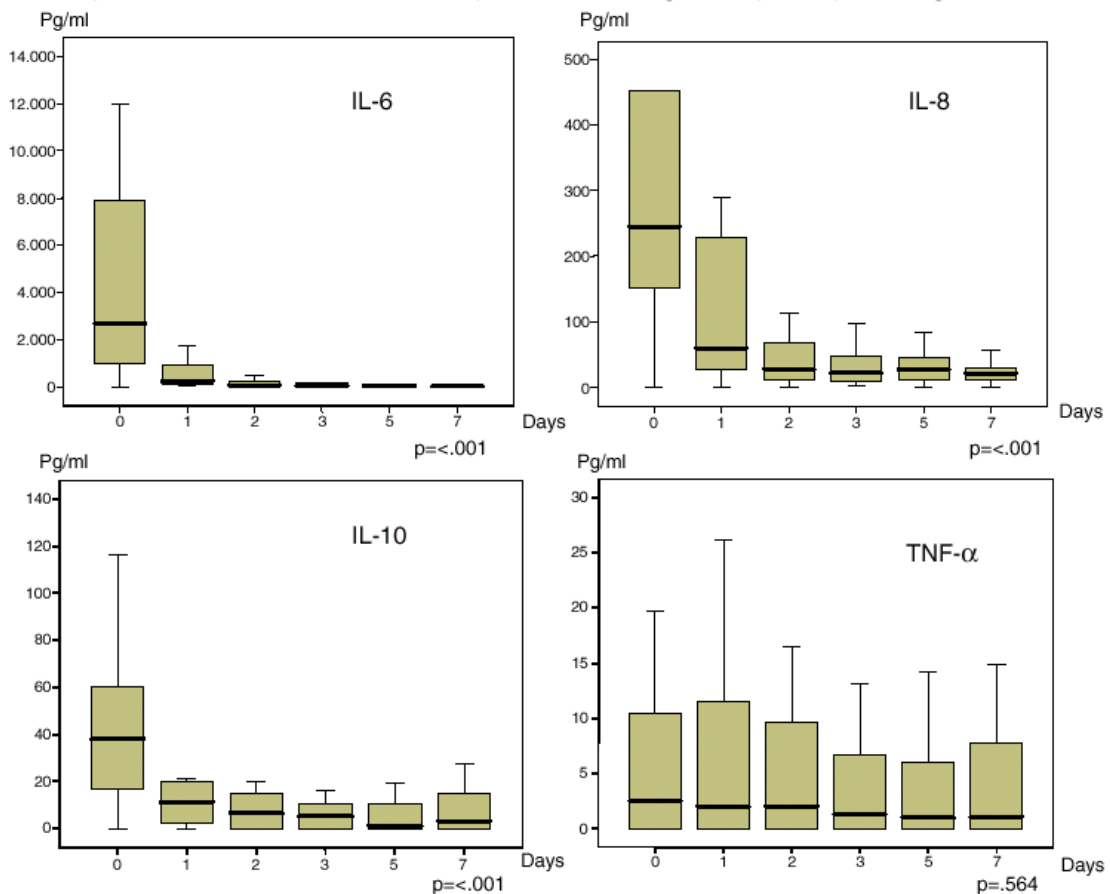 Pg/ml
14.000
12.000
10.000
8.000
6.000
4.000
2.000
0
IL-6
0 1 2 3 5 7 Days
p=<.001
Pg/ml
500
400
300
200
100
0
IL-8
0 1 2 3 5 7 Days
p=<.001
Pg/ml
140
120
100
80
60
40
20
0
IL-10
0 1 2 3 5 7 Days
p=<.001
30
25
20
15
10
5
0
TNF-α
0 1 2 3 5 7 Days
p=.564
Pg/ml